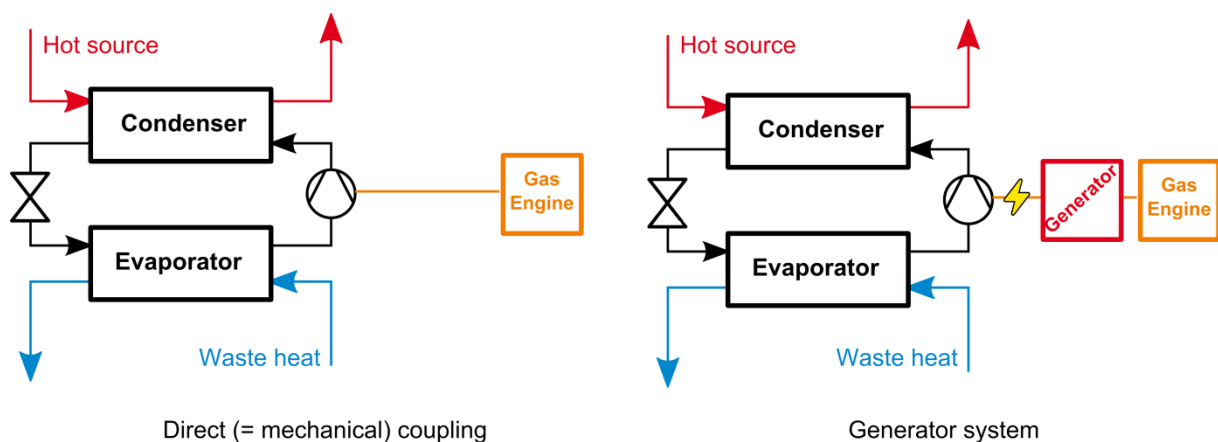 Hot source
Condenser
Gas
Engine
Evaporator
Waste heat
Direct (= mechanical) coupling
Hot source
Condenser
Generator
Gas
Engine
Evaporator
Waste heat
Generator system